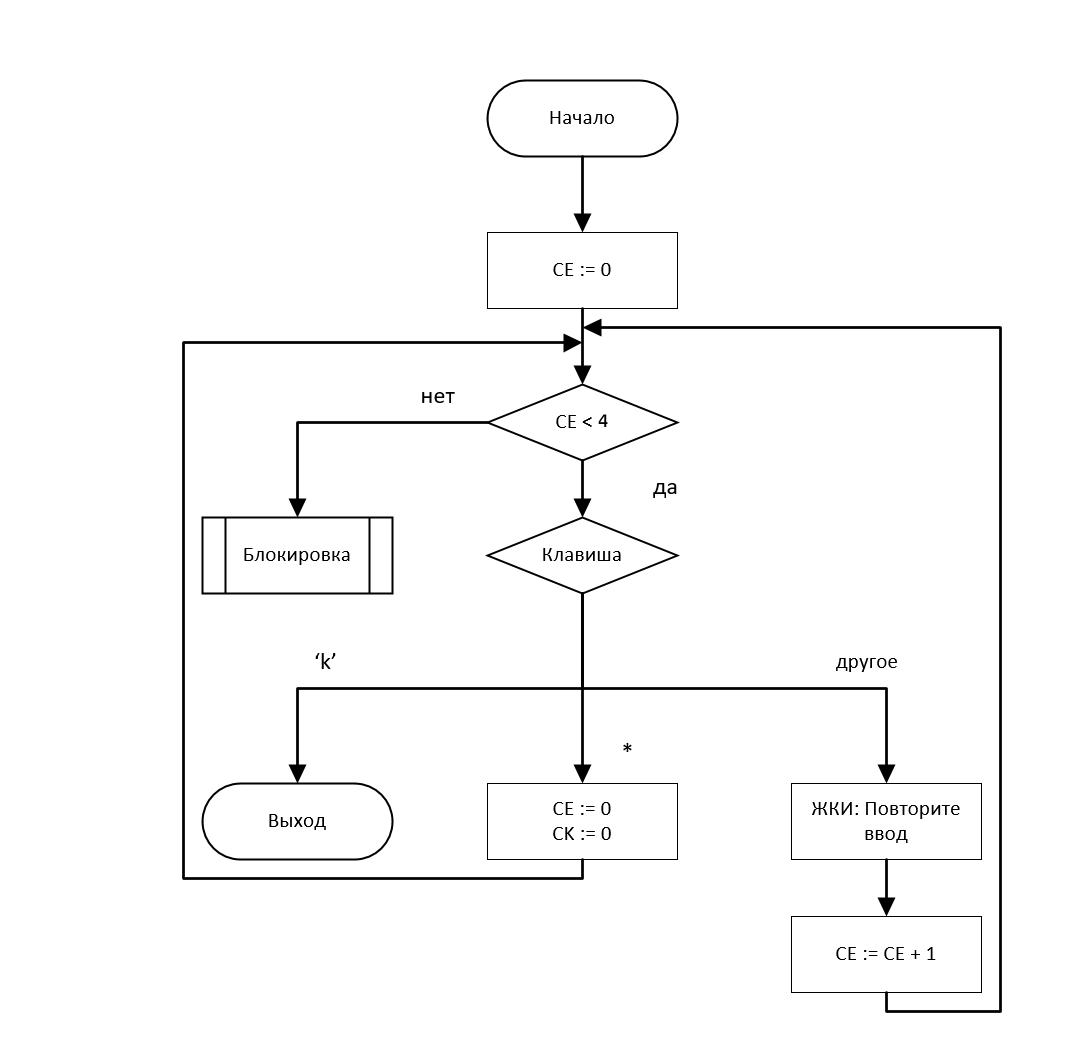 Начало
CE := 0
нет
CE < 4
да
Блокировка
Клавиша
‘k’
другое
*
Выход
CE := 0
CK := 0
ЖКИ: Повторите
ввод
CE := CE + 1